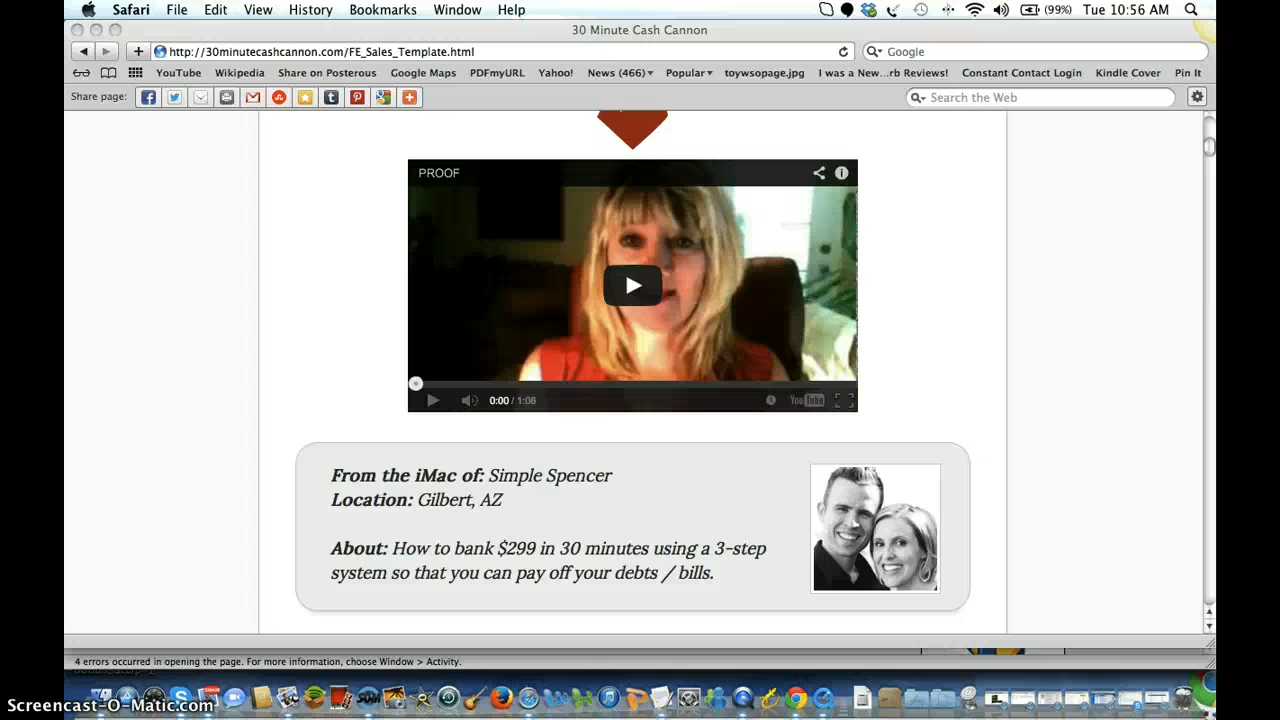 Safari File Edit View History Bookmarks Window Help (99%) Tue 10:56 AM
30 Minute Cash Cannon
http://30minutecashcannon.com/FE_Sales_Template.html Google
YouTube Wikipedia Share on Posterous Google Maps PDFmyURL Yahoo! News (466) Popular toywsopage.jpg I was a New...rb Reviews! Constant Contact Login Kindle Cover Pin It
Share page: Search the Web
PROOF
0:00 / 1:06 YouTube
From the iMac of: Simple Spencer
Location: Gilbert, AZ
About: How to bank $299 in 30 minutes using a 3-step
system so that you can pay off your debts / bills.
4 errors occurred in opening the page. For more information, choose Window > Activity.
Screencast-O-Matic.com